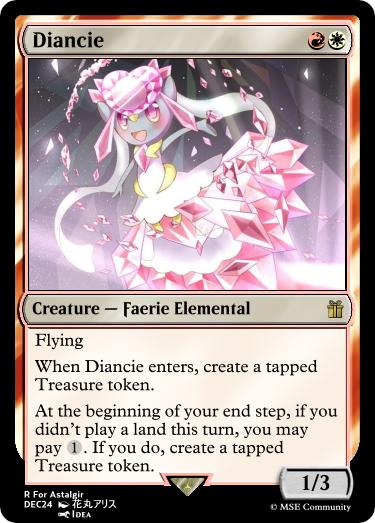 Diancie
Creature — Faerie Elemental
Flying
When Diancie enters, create a tapped
Treasure token.
At the beginning of your end step, if you
didn't play a land this turn, you may
pay 1. If you do, create a tapped
Treasure token.
1/3
R For Astalgir
DEC24 花丸アリス
IDEA
© MSE Community